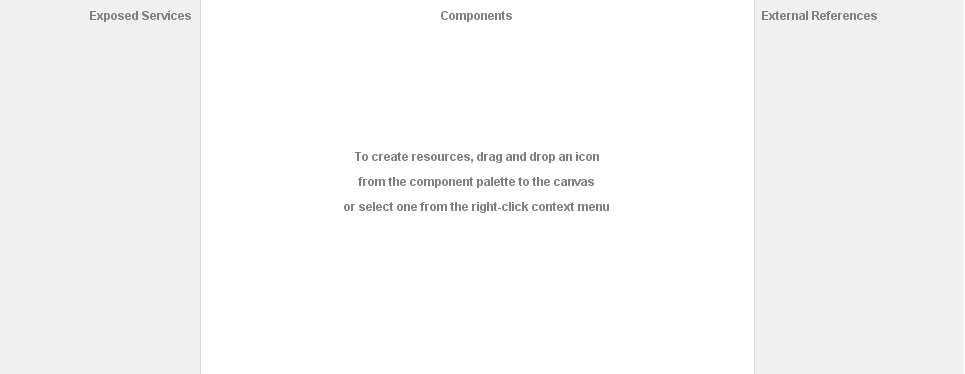 Exposed Services
Components
External References
To create resources, drag and drop an icon
from the component palette to the canvas
or select one from the right-click context menu